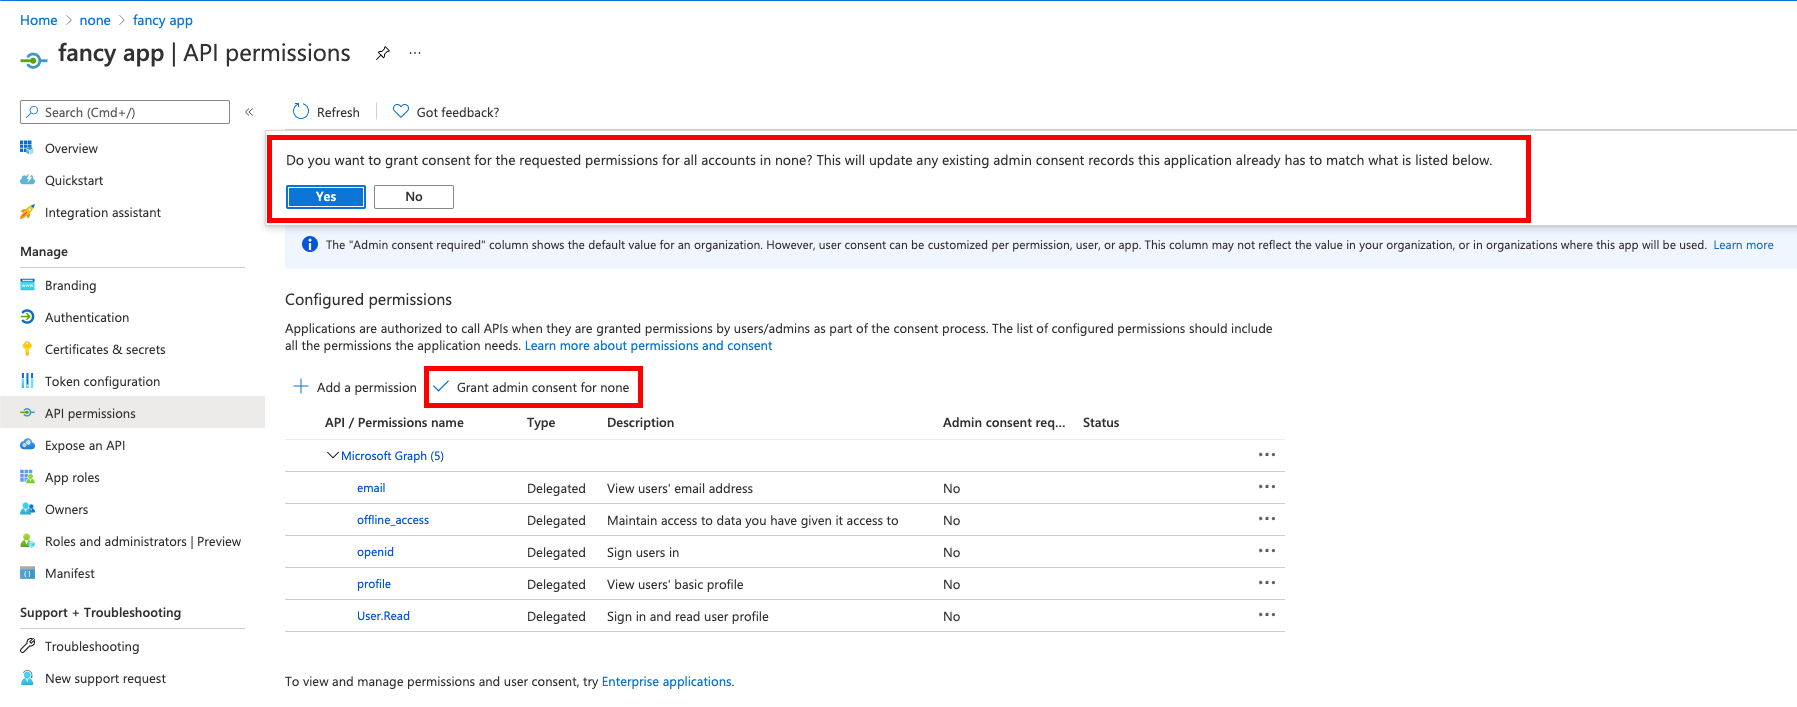 Home > none > fancy app
fancy app | API permissions ...
Search (Cmd+/) «
Refresh
Got feedback?
Overview
Quickstart
Integration assistant
Manage
Branding
Authentication
Certificates & secrets
Token configuration
API permissions
Expose an API
App roles
Owners
Roles and administrators | Preview
Manifest
Support + Troubleshooting
Troubleshooting
New support request
Do you want to grant consent for the requested permissions for all accounts in none? This will update any existing admin consent records this application already has to match what is listed below.
Yes No
The "Admin consent required" column shows the default value for an organization. However, user consent can be customized per permission, user, or app. This column may not reflect the value in your organization, or in organizations where this app will be used. Learn more
Configured permissions
Applications are authorized to call APIs when they are granted permissions by users/admins as part of the consent process. The list of configured permissions should include
all the permissions the application needs. Learn more about permissions and consent
Add a permission Grant admin consent for none
API / Permissions name Type Description Admin consent req... Status
Microsoft Graph (5) ...
email Delegated View users' email address No ...
offline_access Delegated Maintain access to data you have given it access to No ...
openid Delegated Sign users in No ...
profile Delegated View users' basic profile No ...
User.Read Delegated Sign in and read user profile No ...
To view and manage permissions and user consent, try Enterprise applications.